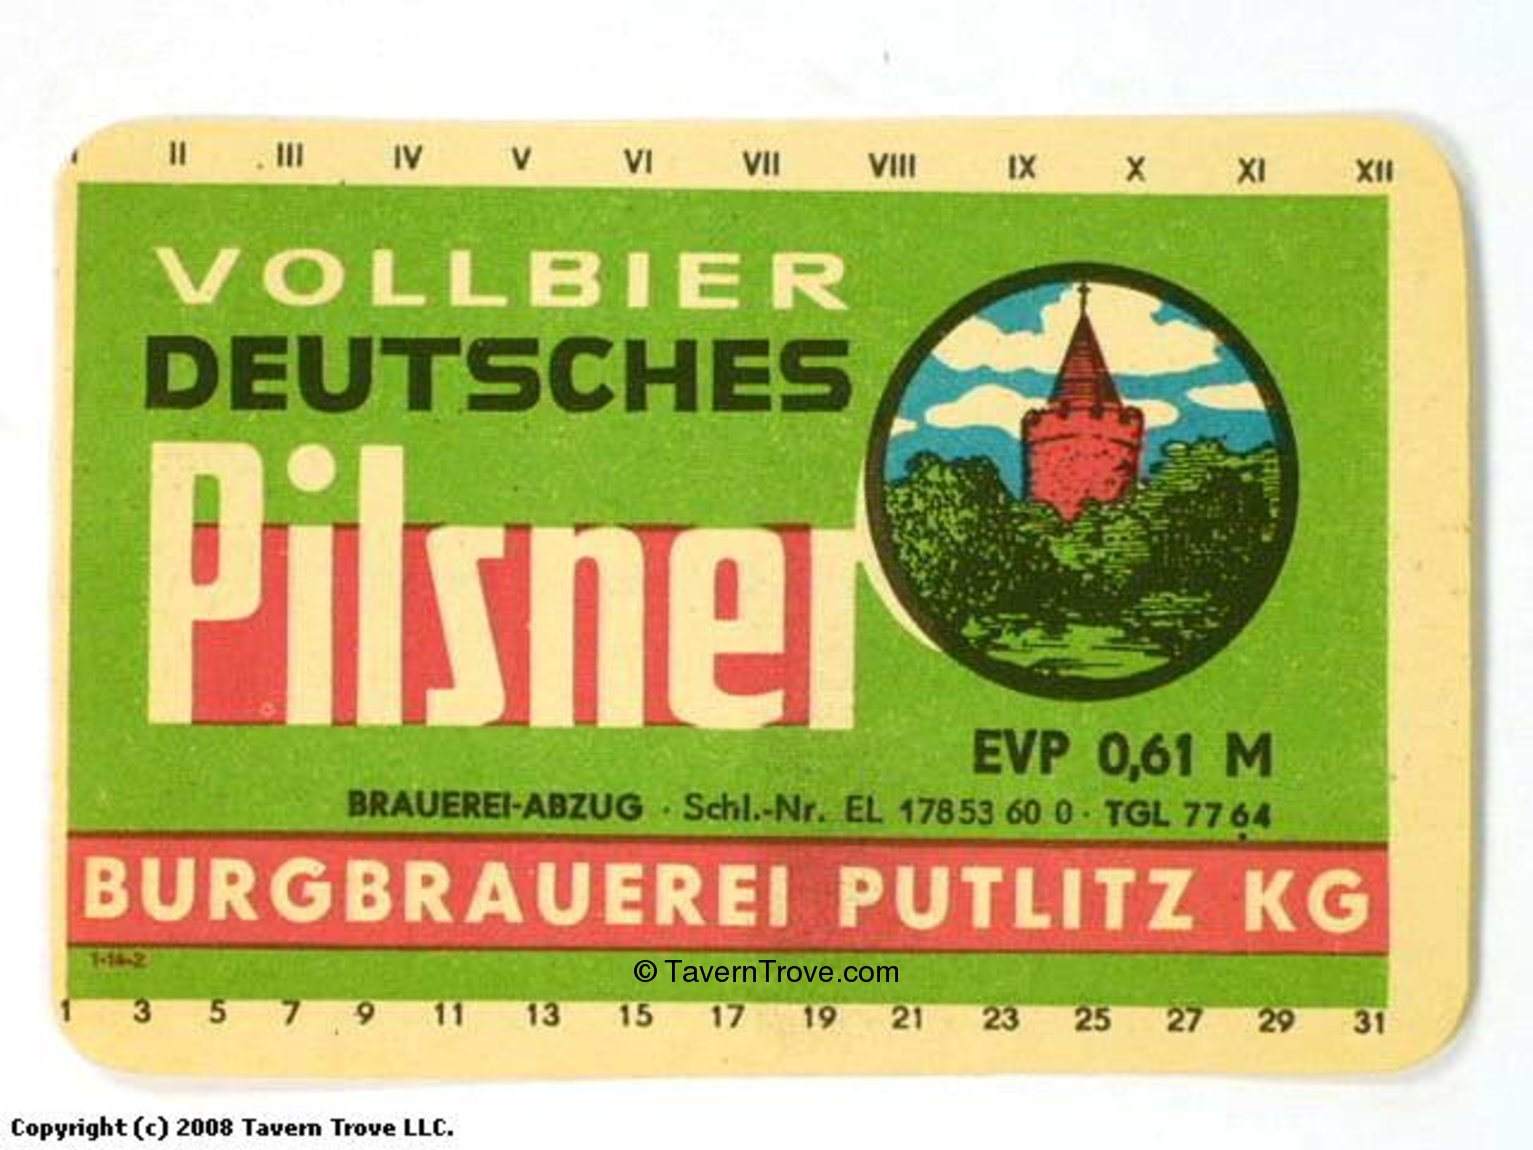 II III IV V VI VII VIII IX X XI XII
VOLLBIER
DEUTSCHES
Pilsner
EVP 0,61 M
BRAUEREI-ABZUG · Schl.-Nr. EL 17853 60 0 · TGL 7764
BURGBRAUEREI PUTLITZ KG
© TavernTrove.com
1 3 5 7 9 11 13 15 17 19 21 23 25 27 29 31
Copyright (c) 2008 Tavern Trove LLC.